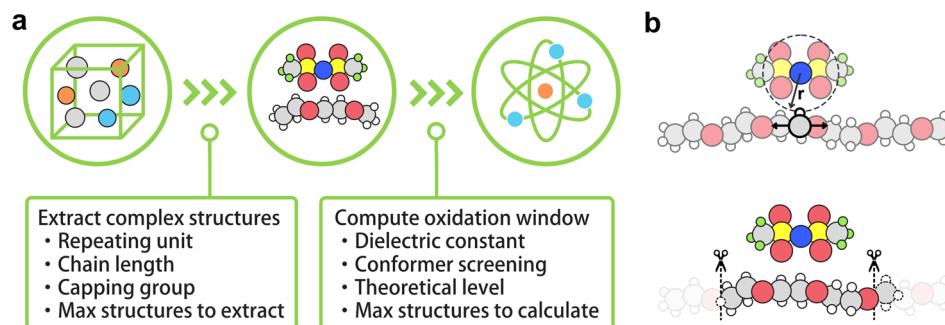 a
b
r
Extract complex structures
・Repeating unit
・Chain length
・Capping group
・Max structures to extract
Compute oxidation window
・Dielectric constant
・Conformer screening
・Theoretical level
・Max structures to calculate